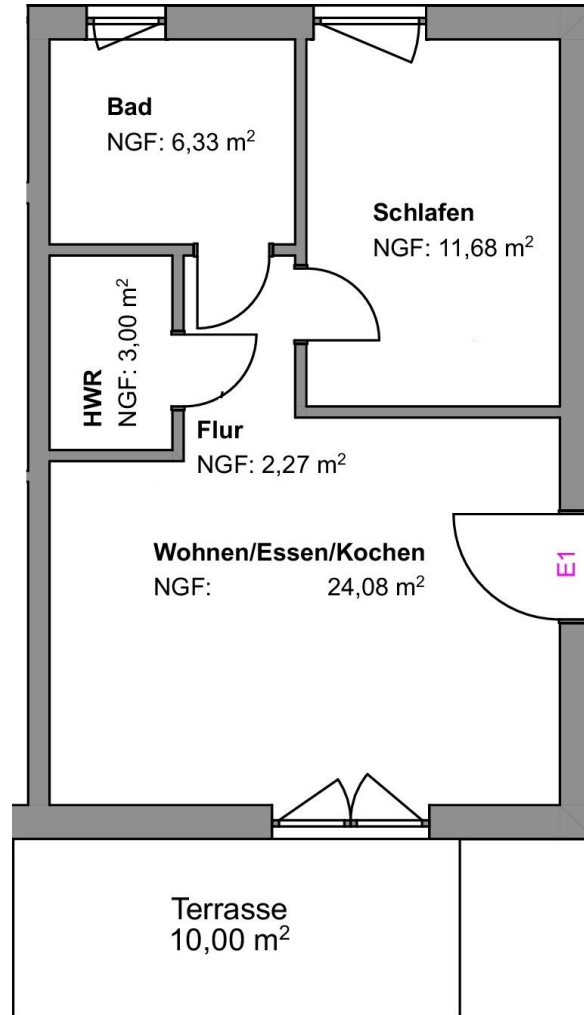 Bad
NGF: 6,33 m²
Schlafen
NGF: 11,68 m²
HWR
NGF: 3,00 m²
Flur
NGF: 2,27 m²
Wohnen/Essen/Kochen
NGF: 24,08 m²
E1
Terrasse
10,00 m²